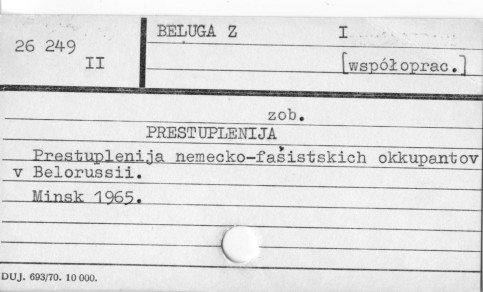 BELUGA Z I
26 249
II
[współoprac.]
zob.
PRESTUPLENIJA
Prestuplenija nemecko-fašistskich okkupantov
v Belorussii.
Minsk 1965.
DUJ. 693/70. 10 000.